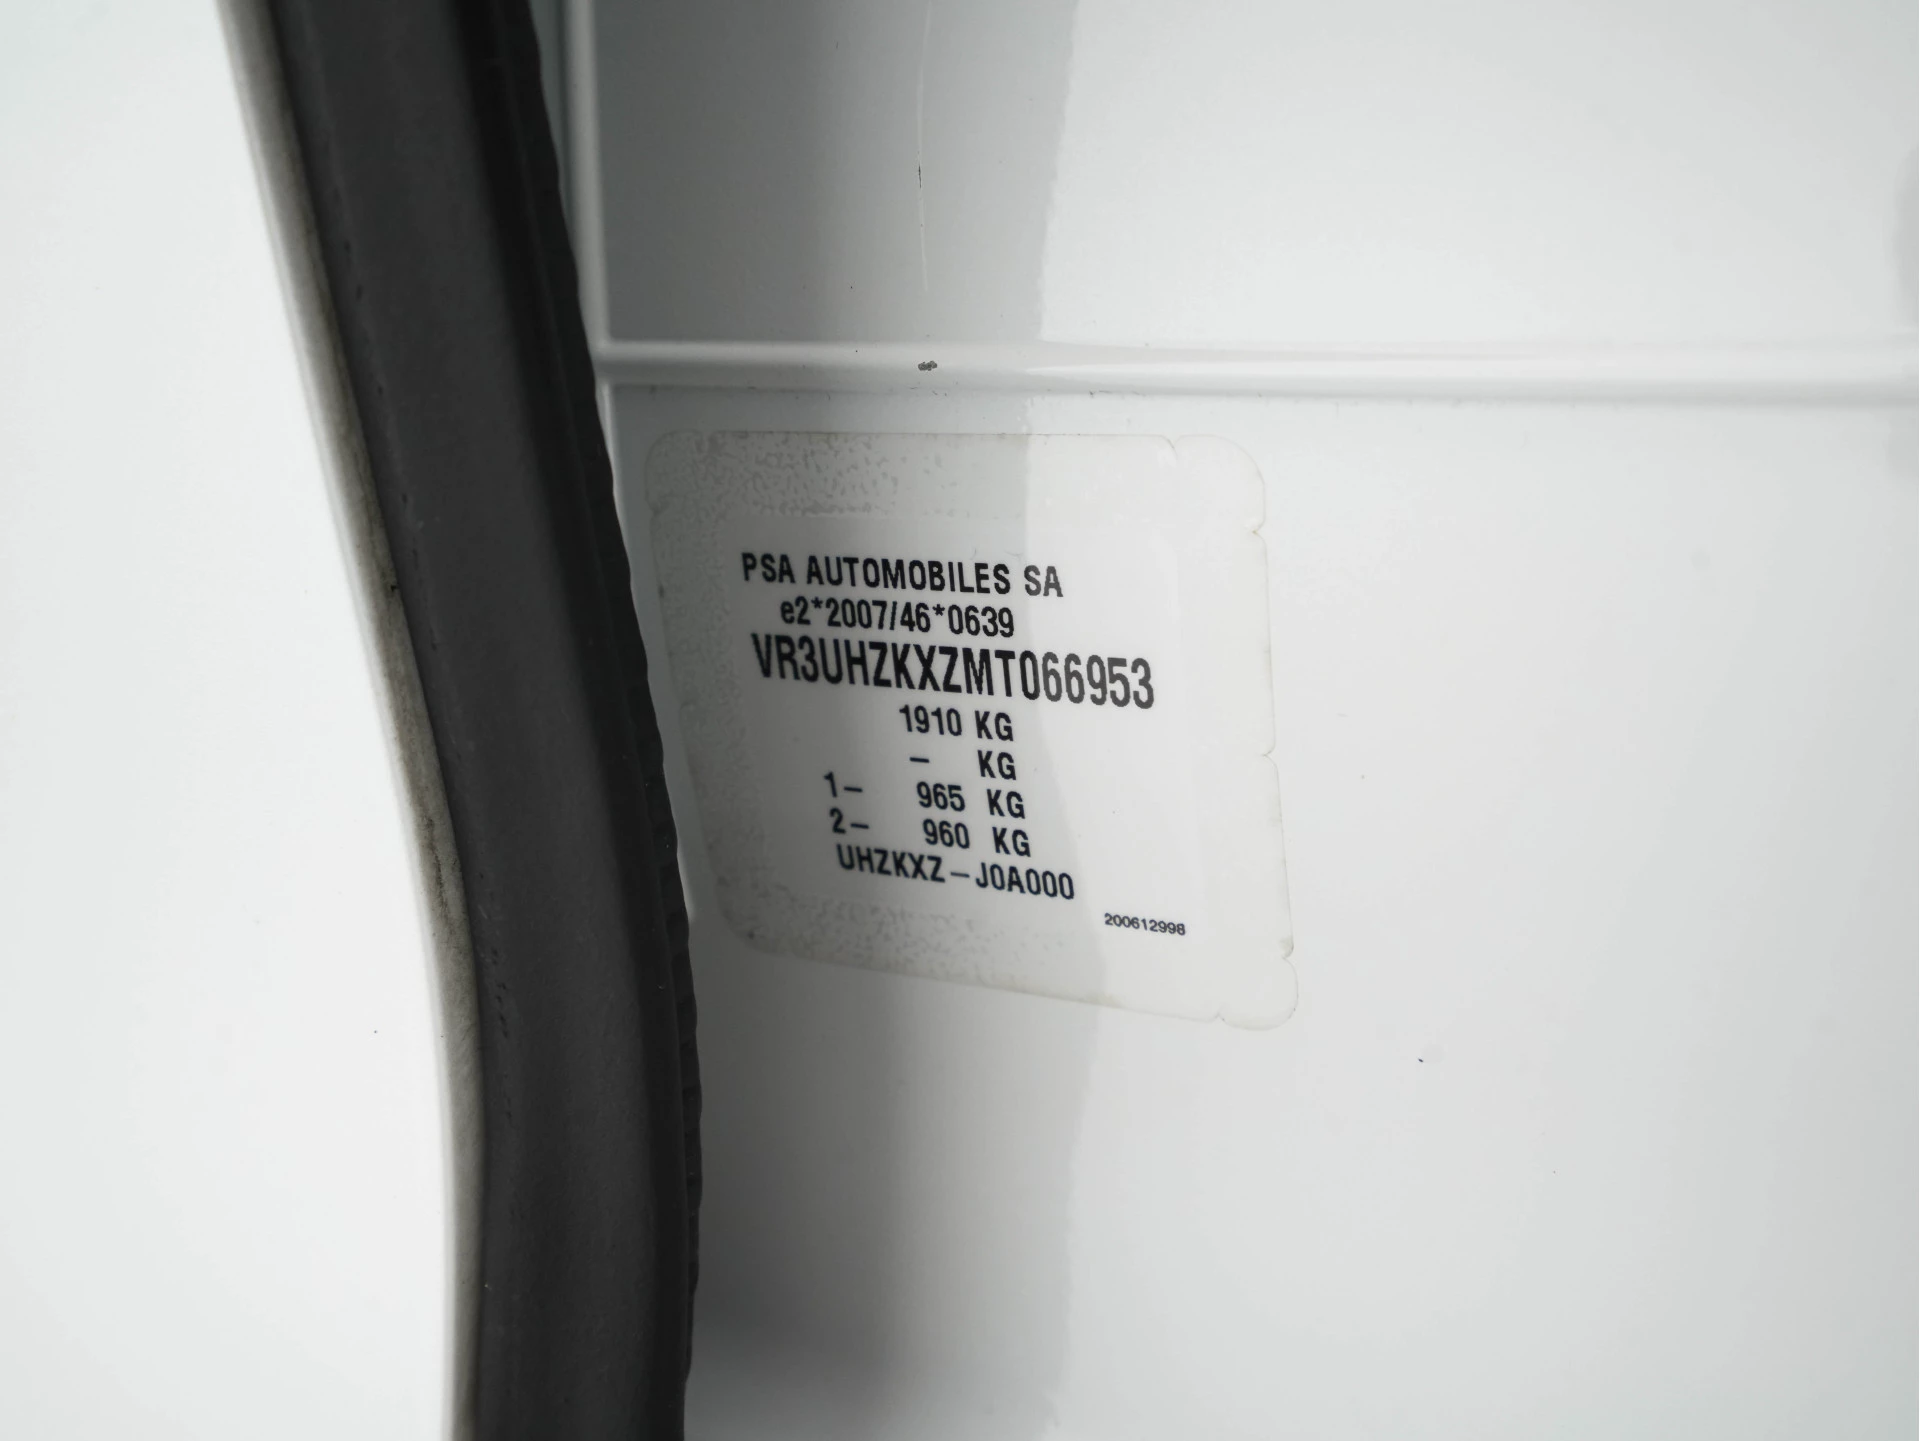 PSA AUTOMOBILES SA
e2*2007/46*0639
VR3UHZKXZMT066953
1910 KG
- KG
1- 965 KG
2- 960 KG
UHZKXZ-J0A000
200612998